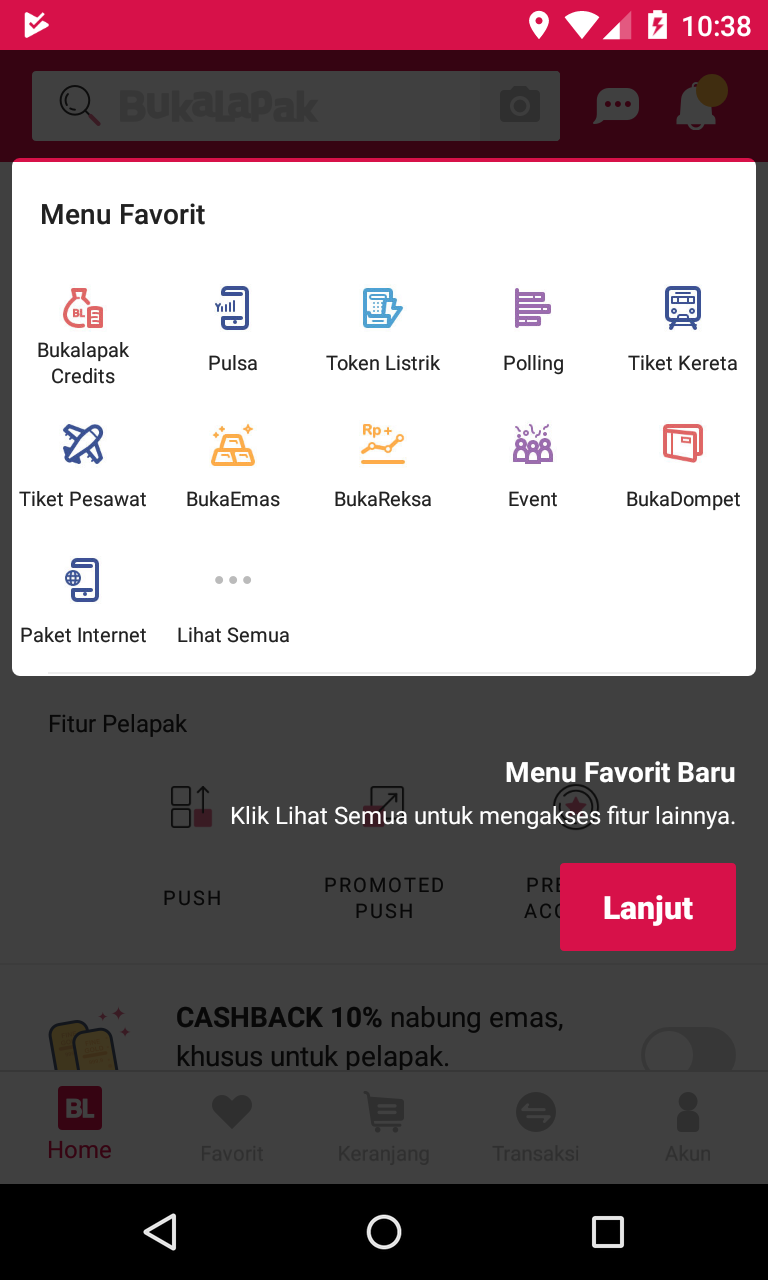 10:38
BukaLaPak
Menu Favorit
BL
Rp+
Bukalapak
Credits
Pulsa
Token Listrik
Polling
Tiket Kereta
Tiket Pesawat
BukaEmas
BukaReksa
Event
BukaDompet
Paket Internet
Lihat Semua
Fitur Pelapak
Menu Favorit Baru
Klik Lihat Semua untuk mengakses fitur lainnya.
PUSH
PROMOTED
PUSH
Lanjut
CASHBACK 10% nabung emas,
khusus untuk pelapak.
BL
Home
Favorit
Keranjang
Transaksi
Akun